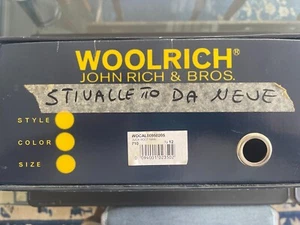 WOOLRICH®
JOHN RICH & BROS.
STIVALLETTO DA NEVE
STYLE
COLOR
SIZE